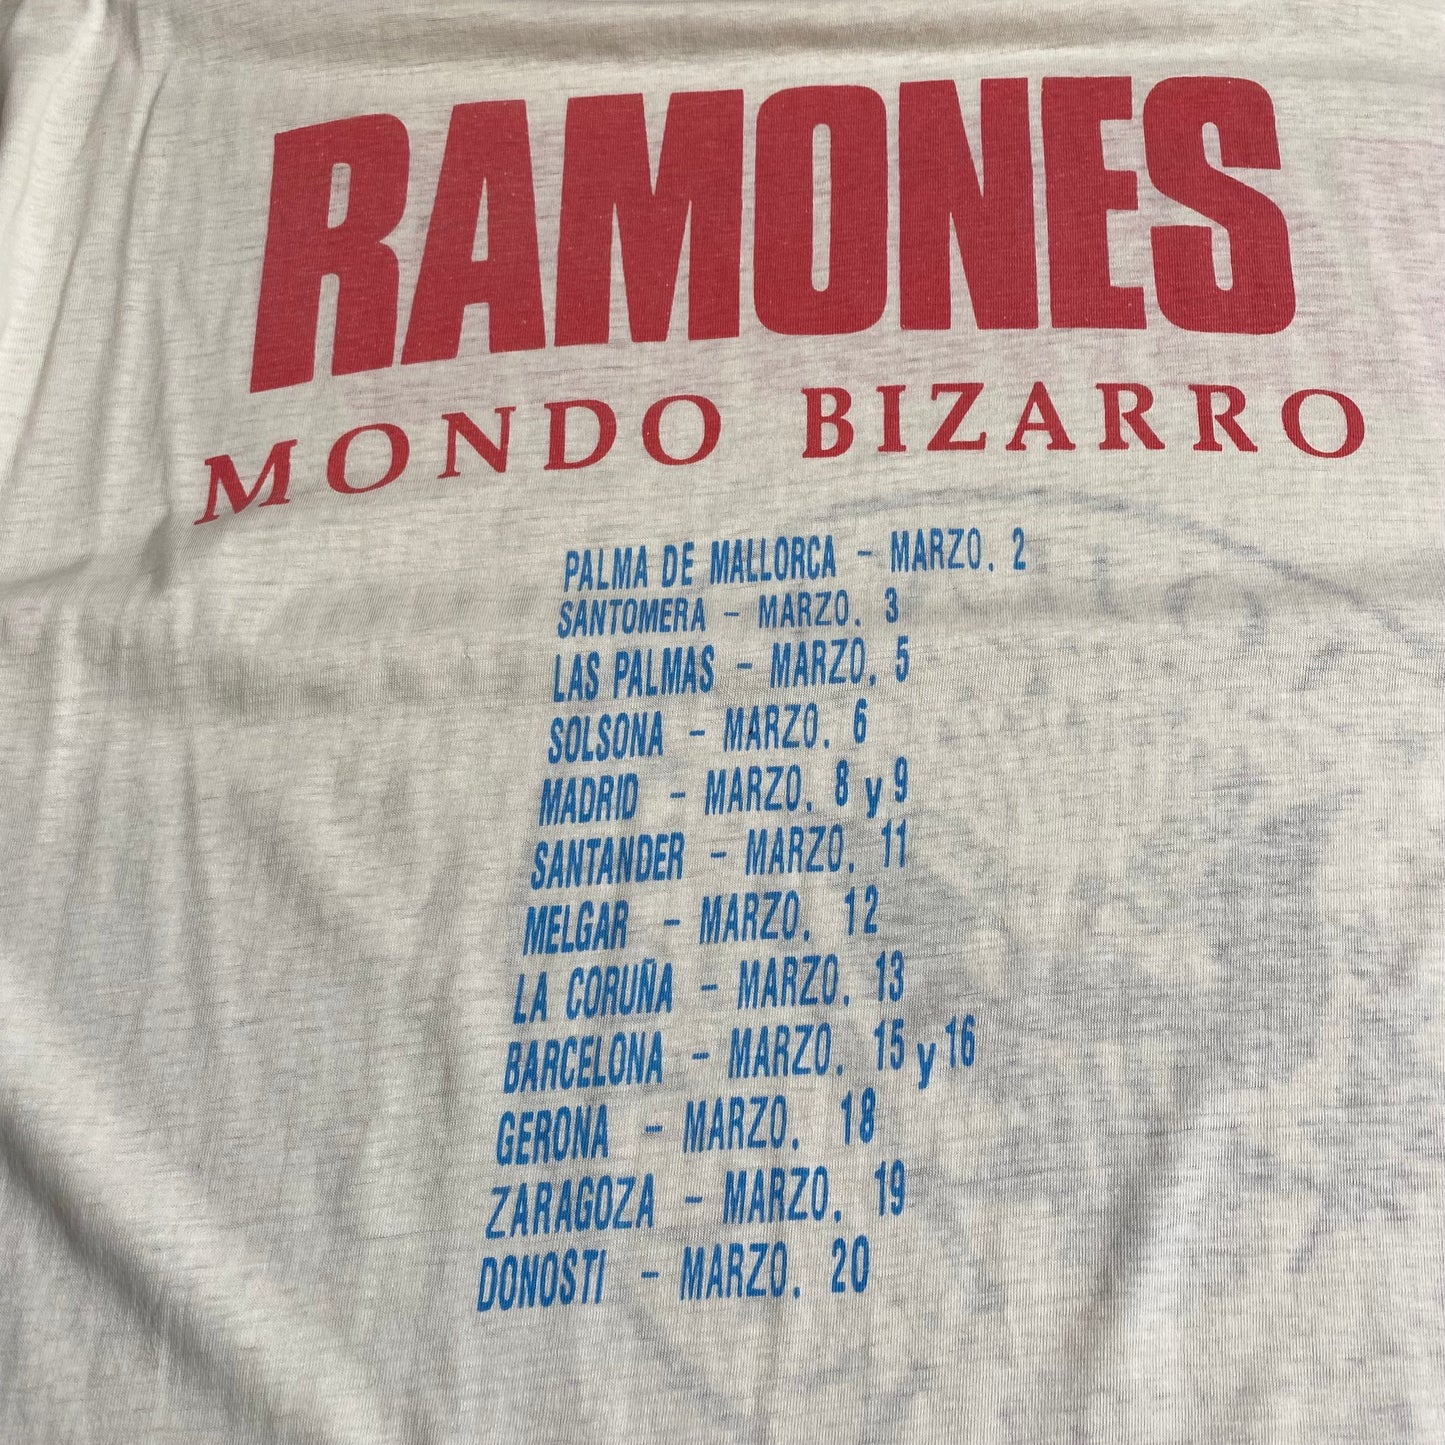 RAMONES
MONDO BIZARRO
PALMA DE MALLORCA - MARZO. 2
SANTOMERA - MARZO. 3
LAS PALMAS - MARZO. 5
SOLSONA - MARZO. 6
MADRID - MARZO. 8 y 9
SANTANDER - MARZO. 11
MELGAR - MARZO. 12
LA CORUÑA - MARZO. 13
BARCELONA - MARZO. 15 y 16
GERONA - MARZO. 18
ZARAGOZA - MARZO. 19
DONOSTI - MARZO. 20